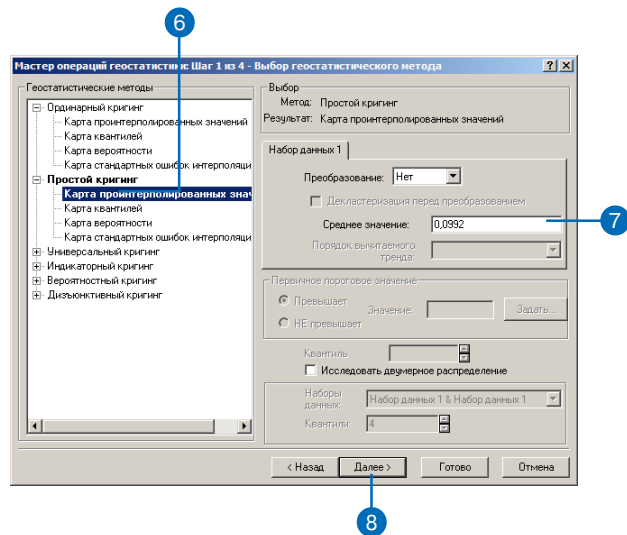 6
Мастер операций геостатистики: Шаг 1 из 4 - Выбор геостатистического метода
Геостатистические методы
Ординарный кригинг
Карта проинтерполированных значений
Карта квантилей
Карта вероятности
Карта стандартных ошибок интерполяци
Простой кригинг
Карта проинтерполированных знач
Карта квантилей
Карта вероятности
Карта стандартных ошибок интерполяци
Универсальный кригинг
Индикаторный кригинг
Вероятностный кригинг
Дизъюнктивный кригинг
Выбор
Метод: Простой кригинг
Результат: Карта проинтерполированных значений
Набор данных 1
Преобразование: Нет
Декластеризация перед преобразованием
Среднее значение: 0,0992
7
Порядок вычитаемого тренда:
Первичное пороговое значение
Превышает
НЕ превышает
Значение:
Задать...
Квантиль
Исследовать двумерное распределение
Наборы данных: Набор данных 1 & Набор данных 1
Квантили: 4
< Назад
Далее >
Готово
Отмена
8